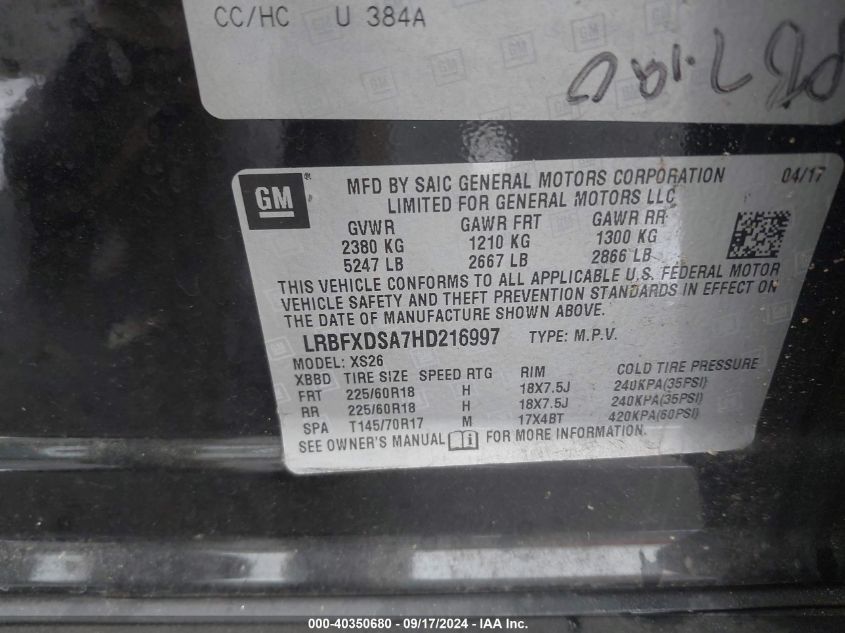 CC/HC U 384A
GM
MFD BY SAIC GENERAL MOTORS CORPORATION 04/17
LIMITED FOR GENERAL MOTORS LLC
GVWR GAWR FRT GAWR RR
2380 KG 1210 KG 1300 KG
5247 LB 2667 LB 2866 LB
THIS VEHICLE CONFORMS TO ALL APPLICABLE U.S. FEDERAL MOTOR
VEHICLE SAFETY AND THEFT PREVENTION STANDARDS IN EFFECT ON
THE DATE OF MANUFACTURE SHOWN ABOVE.
LRBFXDSA7HD216997 TYPE: M.P.V.
MODEL: XS26
XBBD TIRE SIZE SPEED RTG RIM COLD TIRE PRESSURE
FRT 225/60R18 H 18X7.5J 240KPA(35PSI)
RR 225/60R18 H 18X7.5J 240KPA(35PSI)
SPA T145/70R17 M 17X4BT 420KPA(60PSI)
SEE OWNER'S MANUAL FOR MORE INFORMATION.
000-40350680 - 09/17/2024 - IAA Inc.